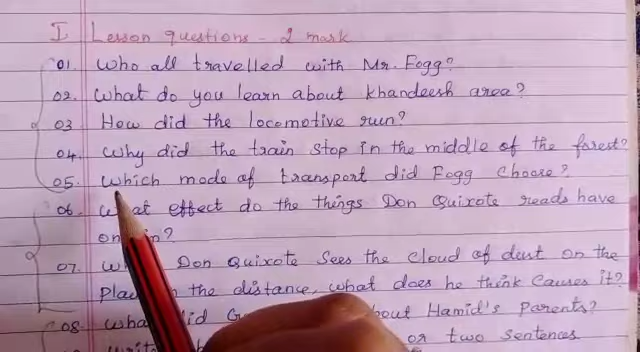 I Lesson questions - 2 mark
01. Who all travelled with Mr. Fogg?
02. What do you learn about Khandeesh area?
03 How did the locomotive run?
04. Why did the train stop in the middle of the forest?
05. Which mode of transport did Fogg choose?
06. What effect do the things Don Quixote reads have
on
07. Don Quixote Sees the Cloud of dust on the
the distance, what does he think Causes it?
08. Hamid's Parents?
or two sentences